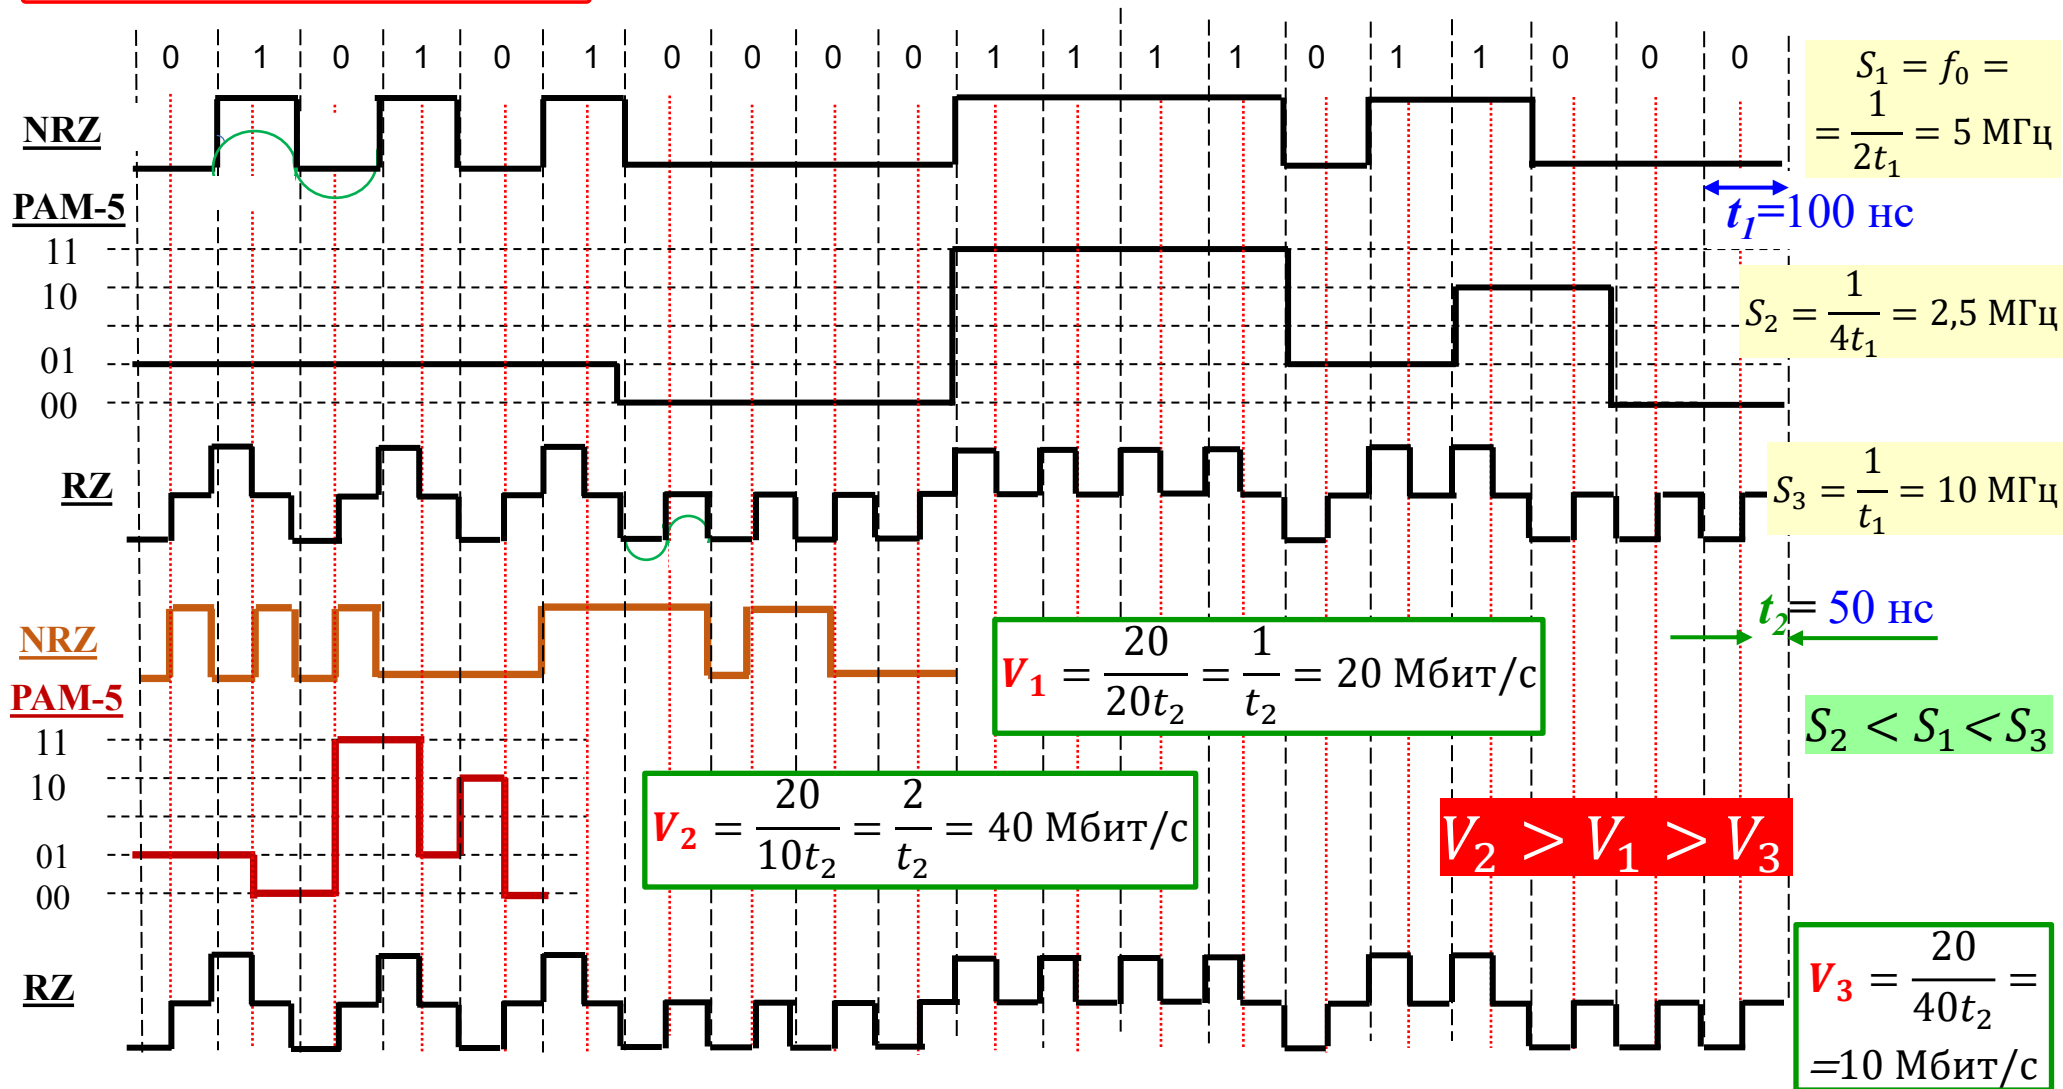 0 1 0 1 0 1 0 0 0 0 1 1 1 1 0 1 1 0 0 0
S₁ = f₀ =
= 1/(2t₁) = 5 МГц
NRZ
t₁=100 нс
PAM-5
11
10
01
00
S₂ = 1/(4t₁) = 2,5 МГц
RZ
S₃ = 1/t₁ = 10 МГц
t₂= 50 нс
NRZ
V₁ = 20/(20t₂) = 1/t₂ = 20 Мбит/с
PAM-5
11
10
01
00
S₂ < S₁ < S₃
V₂ = 20/(10t₂) = 2/t₂ = 40 Мбит/с
V₂ > V₁ > V₃
RZ
V₃ = 20/(40t₂) =
=10 Мбит/с